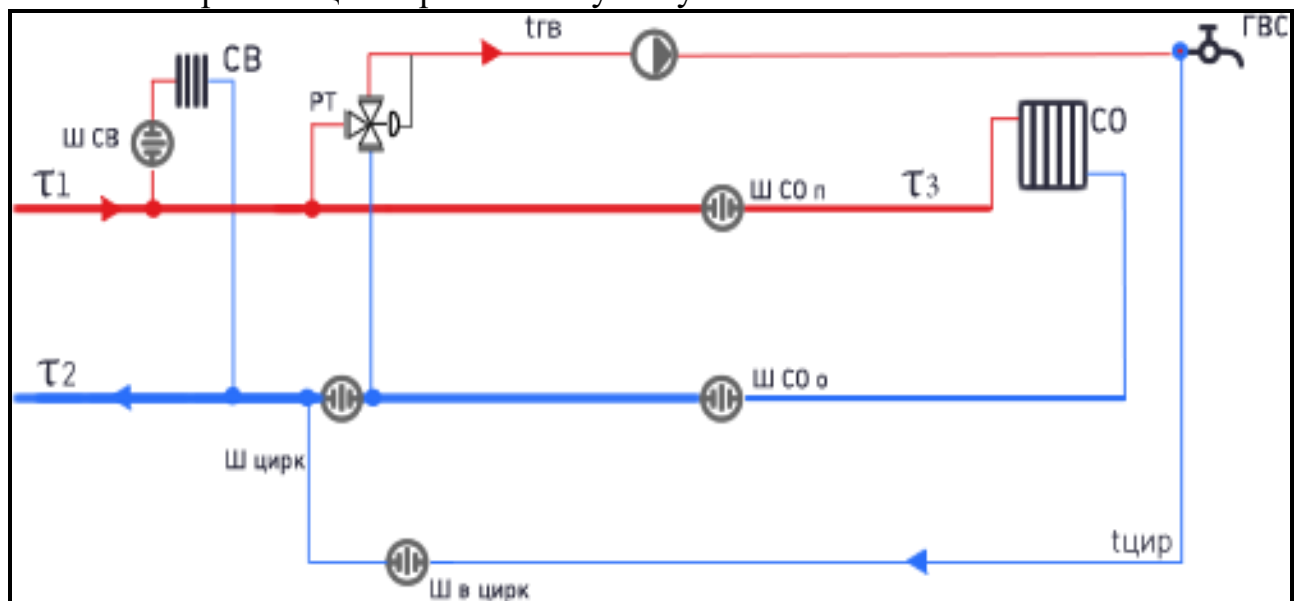 tгв
ГВС
СВ
РТ
Ш СВ
СО
τ1
Ш СО п
τ3
τ2
Ш СО о
Ш цирк
tцир
Ш в цирк